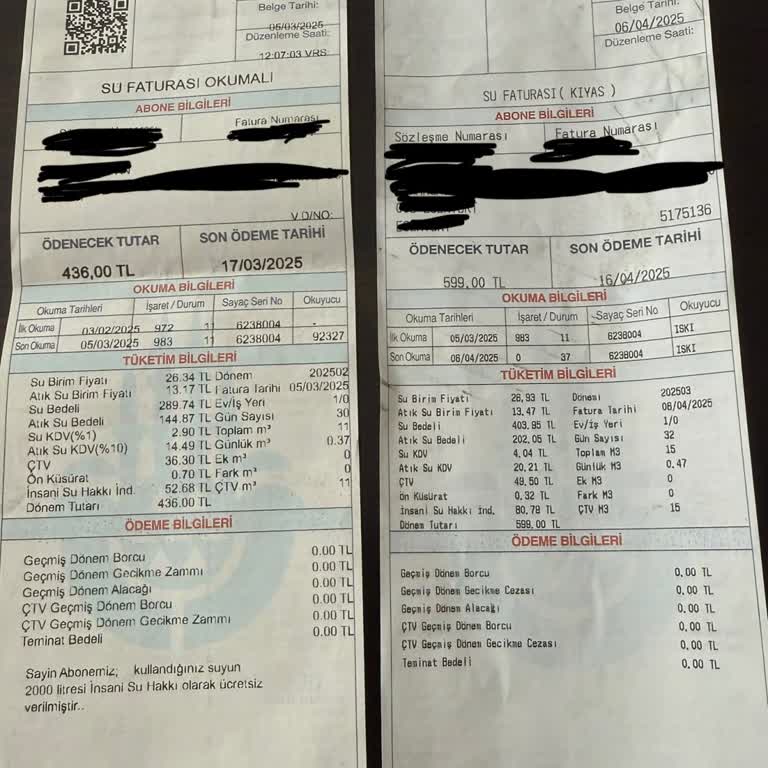 Belge Tarihi:
05/03/2025
Düzenleme Saati:
12:07:03 VRS:
SU FATURASI OKUMALI
ABONE BİLGİLERİ
Fatura Numarası
V.D/NO:
ÖDENECEK TUTAR SON ÖDEME TARİHİ
436,00 TL 17/03/2025
OKUMA BİLGİLERİ
Okuma Tarihleri İşaret / Durum Sayaç Seri No Okuyucu
İlk Okuma 03/02/2025 972 11 6238004 -
Son Okuma 05/03/2025 983 11 6238004 92327
TÜKETİM BİLGİLERİ
Su Birim Fiyatı 26.34 TL Dönem 202502
Atık Su Birim Fiyatı 13.17 TL Fatura Tarihi 05/03/2025
Su Bedeli 289.74 TL Ev/İş Yeri 1/0
Atık Su Bedeli 144.87 TL Gün Sayısı 30
Su KDV(%1) 2.90 TL Toplam m³ 11
Atık Su KDV(%10) 14.49 TL Günlük m³ 0.37
ÇTV 36.30 TL Ek m³ 0
Ön Küsürat 0.70 TL Fark m³ 0
İnsani Su Hakkı İnd. 52.68 TL ÇTV m³ 11
Dönem Tutarı 436.00 TL
ÖDEME BİLGİLERİ
Geçmiş Dönem Borcu 0.00 TL
Geçmiş Dönem Gecikme Zammı 0.00 TL
Geçmiş Dönem Alacağı 0.00 TL
ÇTV Geçmiş Dönem Borcu 0.00 TL
ÇTV Geçmiş Dönem Gecikme Zammı 0.00 TL
Teminat Bedeli 0.00 TL
Sayin Abonemiz; kullandığınız suyun
2000 litresi İnsani Su Hakkı olarak ücretsiz
verilmiştir..
Belge Tarihi:
06/04/2025
Düzenleme Saati:
SU FATURASI( KIYAS )
ABONE BİLGİLERİ
Sözleşme Numarası Fatura Numarası
5175136
ÖDENECEK TUTAR SON ÖDEME TARİHİ
599,00 TL 16/04/2025
OKUMA BİLGİLERİ
Okuma Tarihleri İşaret / Durum Sayaç Seri No Okuyucu
İlk Okuma 05/03/2025 983 11 6238004 ISKI
Son Okuma 06/04/2025 0 37 6238004 ISKI
TÜKETİM BİLGİLERİ
Su Birim Fiyatı 26,93 TL Dönemi 202503
Atık Su Birim Fiyatı 13,47 TL Fatura Tarihi 06/04/2025
Su Bedeli 403,95 TL Ev/İş Yeri 1/0
Atık Su Bedeli 202,05 TL Gün Sayısı 32
Su KDV 4,04 TL Toplam M3 15
Atık Su KDV 20,21 TL Günlük M3 0.47
ÇTV 49,50 TL Ek M3 0
Ön Küsürat 0,32 TL Fark M3 0
İnsani Su Hakkı İnd. 80,79 TL ÇTV M3 15
Dönem Tutarı 599,00 TL
ÖDEME BİLGİLERİ
Geçmiş Dönem Borcu 0,00 TL
Geçmiş Dönem Gecikme Cezası 0,00 TL
Geçmiş Dönem Alacağı 0,00 TL
ÇTV Geçmiş Dönem Borcu 0,00 TL
ÇTV Geçmiş Dönem Gecikme Cezası 0,00 TL
Teminat Bedeli 0,00 TL